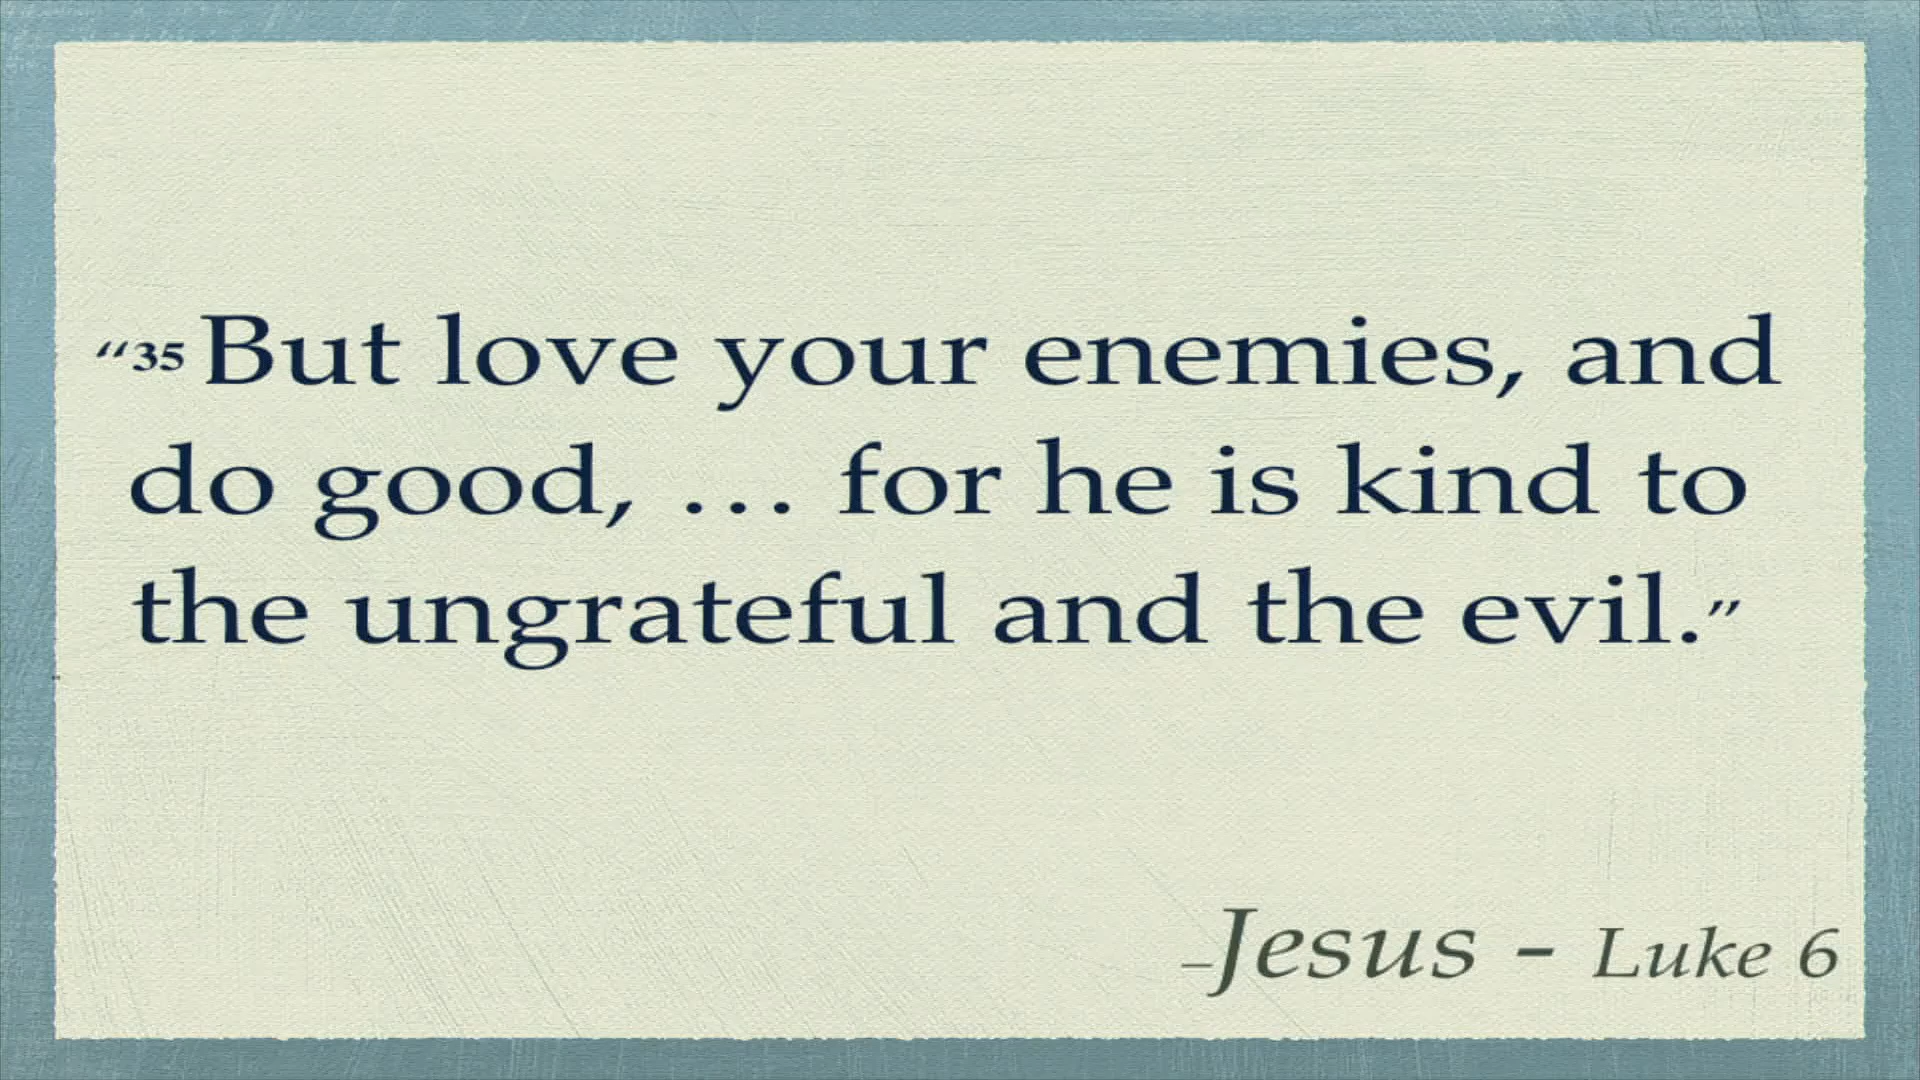 “35 But love your enemies, and
do good, … for he is kind to
the ungrateful and the evil.”
–Jesus - Luke 6